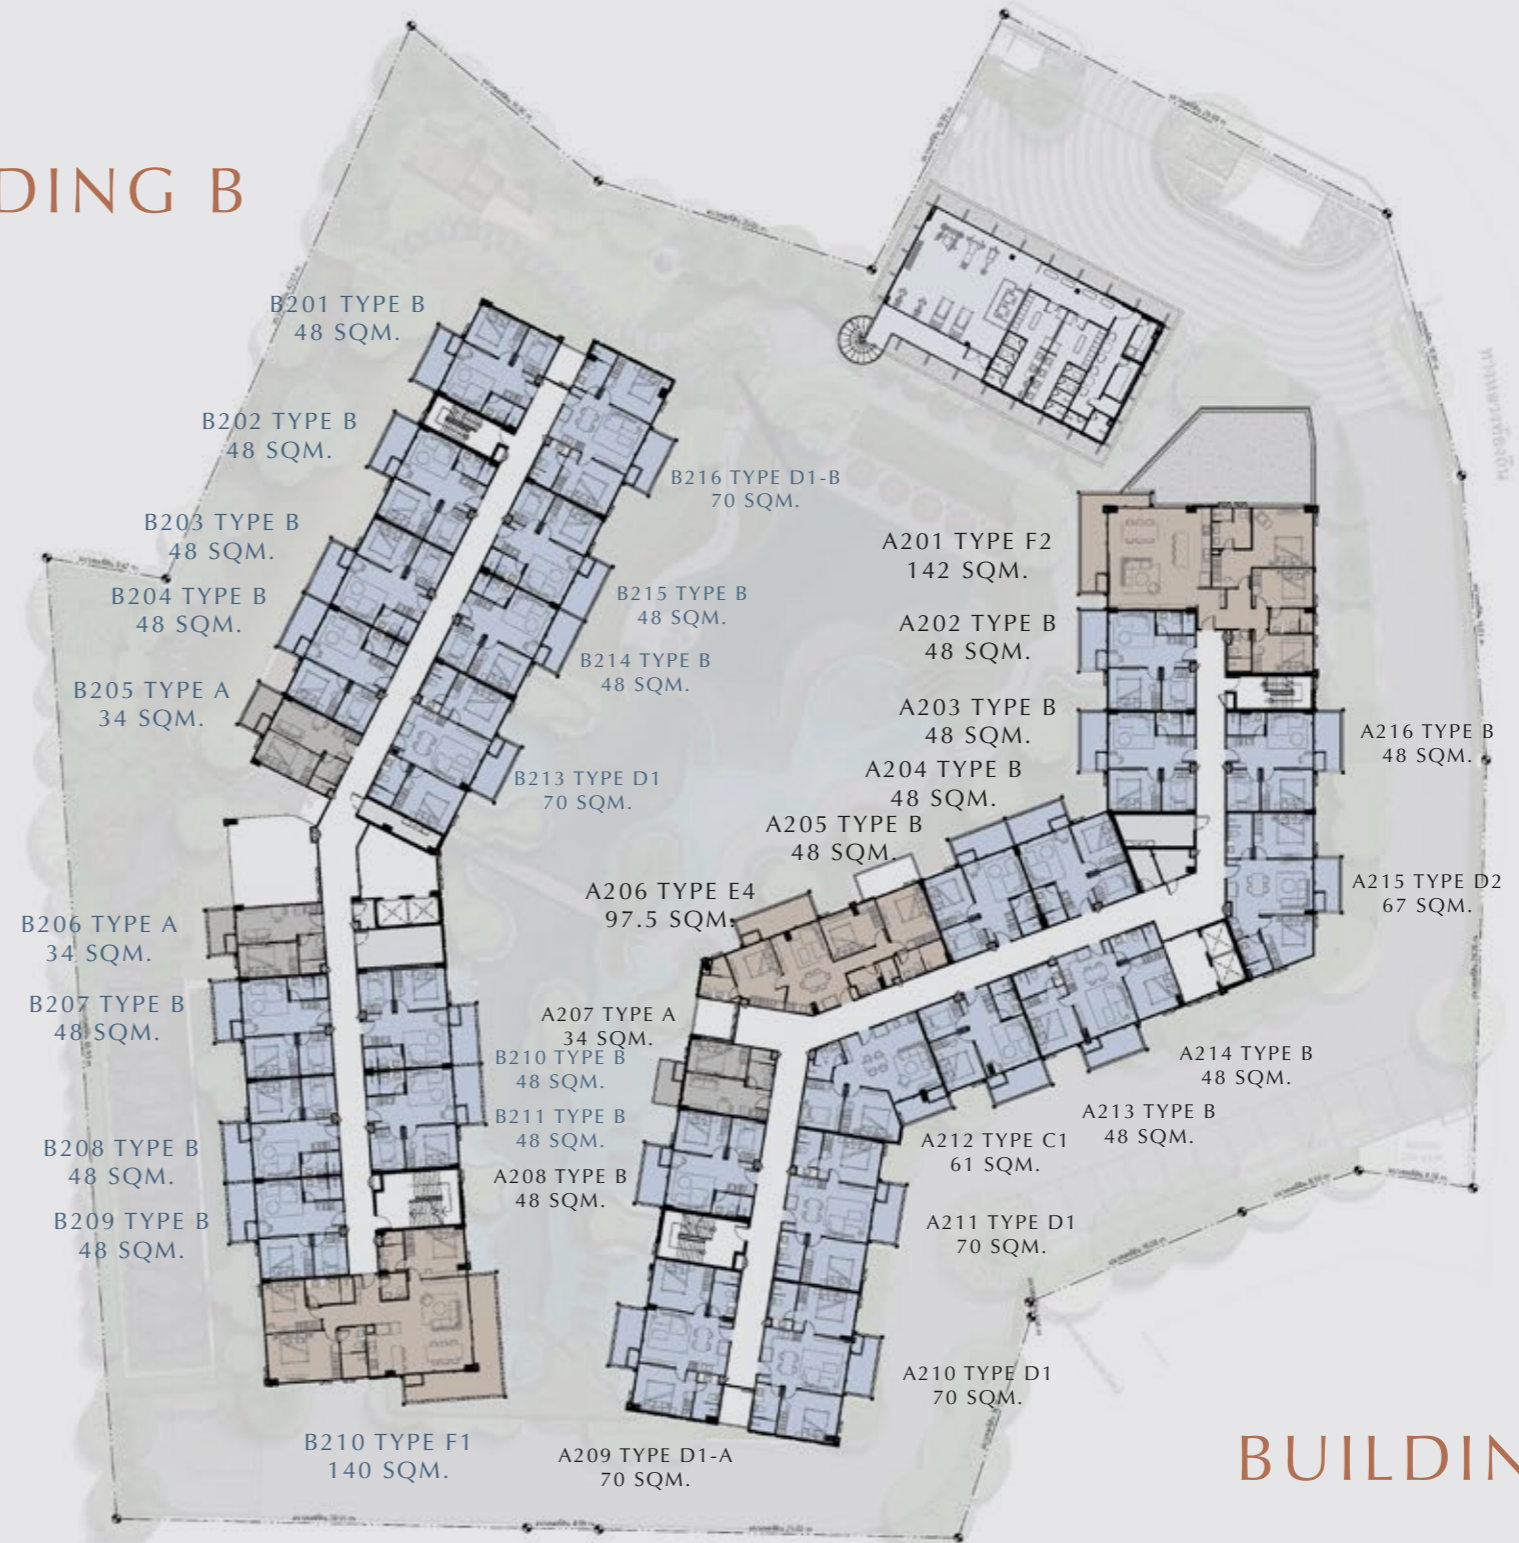 DING B
B201 TYPE B
48 SQM.
B202 TYPE B
48 SQM.
B203 TYPE B
48 SQM.
B204 TYPE B
48 SQM.
B205 TYPE A
34 SQM.
B216 TYPE D1-B
70 SQM.
B215 TYPE B
48 SQM.
B214 TYPE B
48 SQM.
B213 TYPE D1
70 SQM.
B206 TYPE A
34 SQM.
B207 TYPE B
48 SQM.
B208 TYPE B
48 SQM.
B209 TYPE B
48 SQM.
B210 TYPE B
48 SQM.
B211 TYPE B
48 SQM.
B210 TYPE F1
140 SQM.
A201 TYPE F2
142 SQM.
A202 TYPE B
48 SQM.
A203 TYPE B
48 SQM.
A204 TYPE B
48 SQM.
A205 TYPE B
48 SQM.
A206 TYPE E4
97.5 SQM.
A207 TYPE A
34 SQM.
A208 TYPE B
48 SQM.
A209 TYPE D1-A
70 SQM.
A216 TYPE B
48 SQM.
A215 TYPE D2
67 SQM.
A214 TYPE B
48 SQM.
A213 TYPE B
48 SQM.
A212 TYPE C1
61 SQM.
A211 TYPE D1
70 SQM.
A210 TYPE D1
70 SQM.
BUILDIN